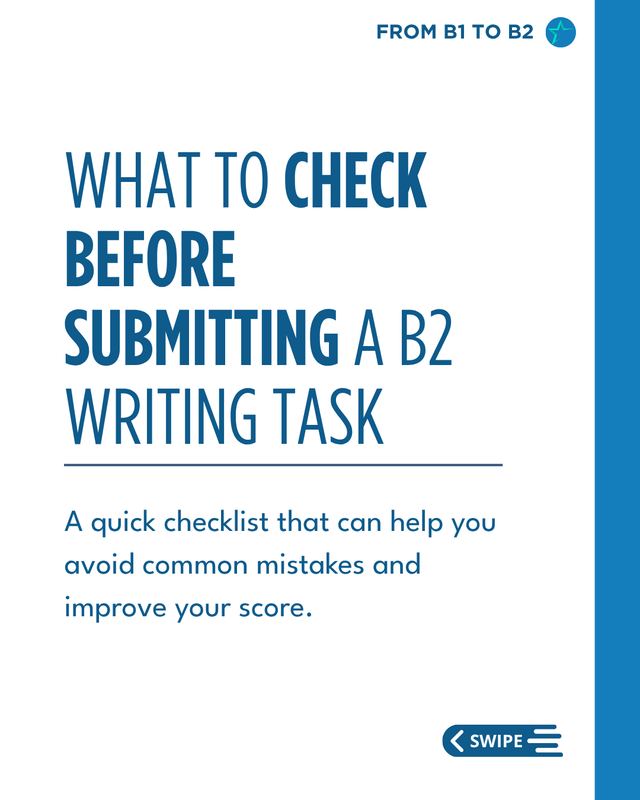 FROM B1 TO B2
WHAT TO CHECK
BEFORE
SUBMITTING A B2
WRITING TASK
A quick checklist that can help you
avoid common mistakes and
improve your score.
SWIPE